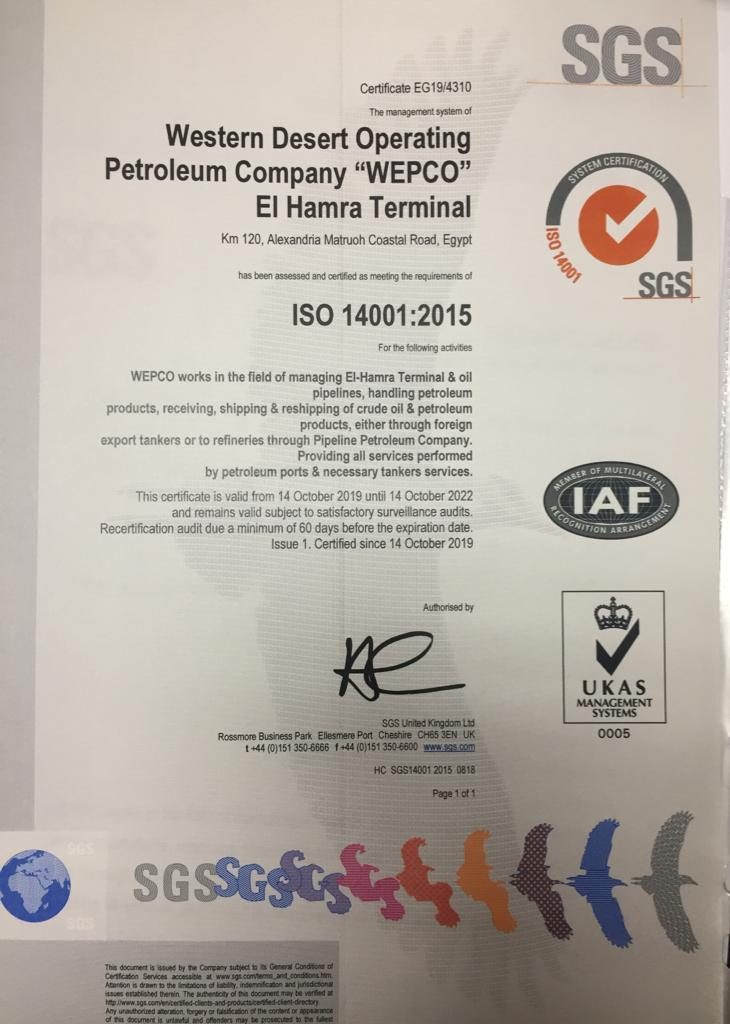 SGS
Certificate EG19/4310
The management system of
Western Desert Operating
Petroleum Company “WEPCO”
El Hamra Terminal
Km 120, Alexandria Matruoh Coastal Road, Egypt
has been assessed and certified as meeting the requirements of
ISO 14001:2015
For the following activities
SYSTEM CERTIFICATION
ISO 14001
SGS
WEPCO works in the field of managing El-Hamra Terminal & oil
pipelines, handling petroleum
products, receiving, shipping & reshipping of crude oil & petroleum
products, either through foreign
export tankers or to refineries through Pipeline Petroleum Company.
Providing all services performed
by petroleum ports & necessary tankers services.
This certificate is valid from 14 October 2019 until 14 October 2022
and remains valid subject to satisfactory surveillance audits.
Recertification audit due a minimum of 60 days before the expiration date.
Issue 1. Certified since 14 October 2019
MEMBER OF MULTILATERAL
IAF
RECOGNITION ARRANGEMENT
Authorised by
UKAS
MANAGEMENT
SYSTEMS
0005
SGS United Kingdom Ltd
Rossmore Business Park Ellesmere Port Cheshire CH65 3EN UK
t +44 (0)151 350-6666 f +44 (0)151 350-6600 www.sgs.com
HC SGS14001 2015 0818
Page 1 of 1
SGS
SGS
SGS SGS SGS
This document is issued by the Company subject to its General Conditions of
Certification Services accessible at www.sgs.com/terms_and_conditions.htm.
Attention is drawn to the limitations of liability, indemnification and jurisdictional
issues established therein. The authenticity of this document may be verified at
http://www.sgs.com/en/certified-clients-and-products/certified-client-directory.
Any unauthorized alteration, forgery or falsification of the content or appearance
of this document is unlawful and offenders may be prosecuted to the fullest